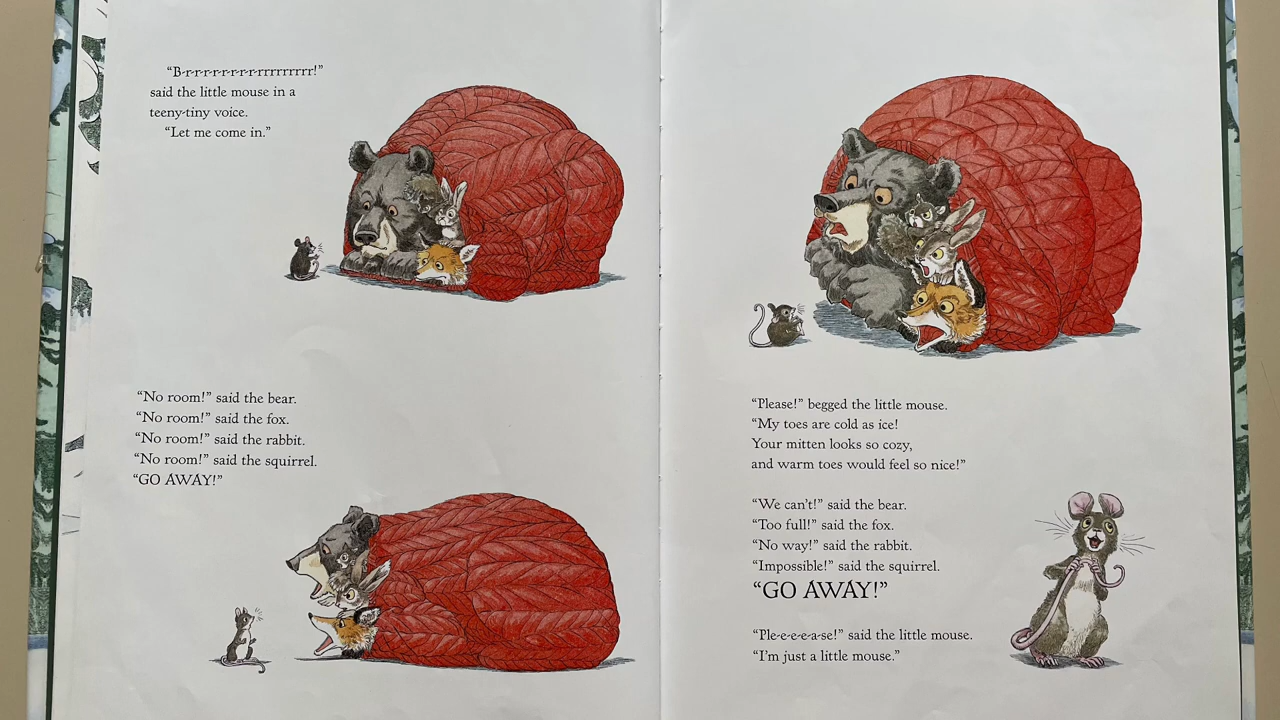 “B-r-r-r-r-r-r-r-rrrrrrrrr!”
said the little mouse in a
teeny-tiny voice.
“Let me come in.”
“No room!” said the bear.
“No room!” said the fox.
“No room!” said the rabbit.
“No room!” said the squirrel.
“GO AWAY!”
“Please!” begged the little mouse.
“My toes are cold as ice!
Your mitten looks so cozy,
and warm toes would feel so nice!”
“We can’t!” said the bear.
“Too full!” said the fox.
“No way!” said the rabbit.
“Impossible!” said the squirrel.
“GO AWAY!”
“Ple-e-e-e-a-se!” said the little mouse.
“I’m just a little mouse.”